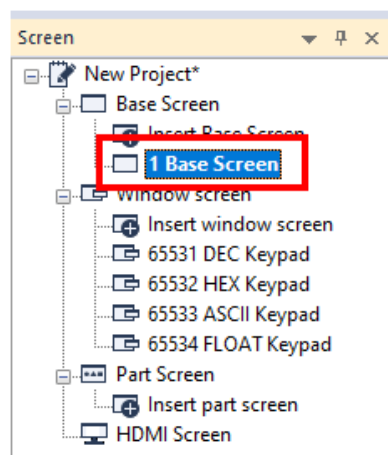 Screen
New Project*
Base Screen
Insert Base Screen
1 Base Screen
Window screen
Insert window screen
65531 DEC Keypad
65532 HEX Keypad
65533 ASCII Keypad
65534 FLOAT Keypad
Part Screen
Insert part screen
HDMI Screen